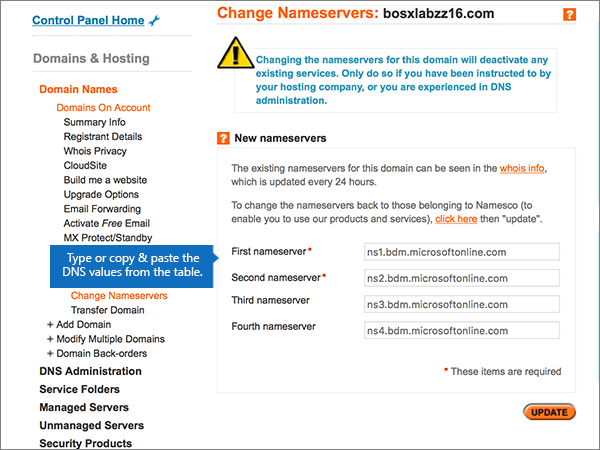 Control Panel Home
Domains & Hosting
Domain Names
Domains On Account
Summary Info
Registrant Details
Whois Privacy
CloudSite
Build me a website
Upgrade Options
Email Forwarding
Activate Free Email
MX Protect/Standby
Type or copy & paste the
DNS values from the table.
Change Nameservers
Transfer Domain
+ Add Domain
+ Modify Multiple Domains
+ Domain Back-orders
DNS Administration
Service Folders
Managed Servers
Unmanaged Servers
Security Products
Change Nameservers: bosxlabzz16.com ?
Changing the nameservers for this domain will deactivate any
existing services. Only do so if you have been instructed to by
your hosting company, or you are experienced in DNS
administration.
? New nameservers
The existing nameservers for this domain can be seen in the whois info,
which is updated every 24 hours.
To change the nameservers back to those belonging to Namesco (to
enable you to use our products and services), click here then "update".
First nameserver * ns1.bdm.microsoftonline.com
Second nameserver * ns2.bdm.microsoftonline.com
Third nameserver ns3.bdm.microsoftonline.com
Fourth nameserver ns4.bdm.microsoftonline.com
* These items are required
UPDATE